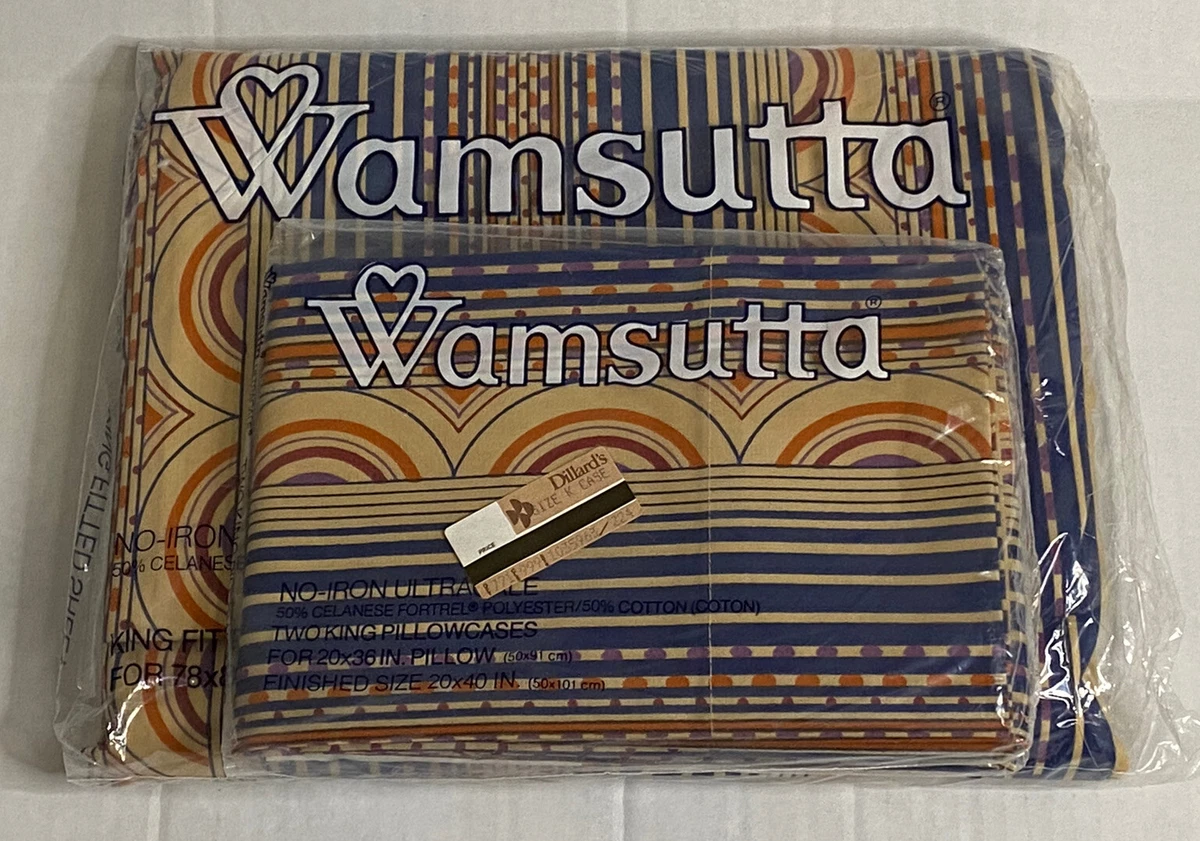 Wamsutta®
Wamsutta®
Dillard's
SIZE K CASE
PRICE
NO-IRON
50% CELANESE
KING FIT
FOR 78x8
NO-IRON ULTRA LE
50% CELANESE FORTREL® POLYESTER/50% COTTON (COTON)
TWO KING PILLOWCASES
FOR 20x36 IN. PILLOW (50x91 cm)
FINISHED SIZE 20x40 IN. (50x101 cm)